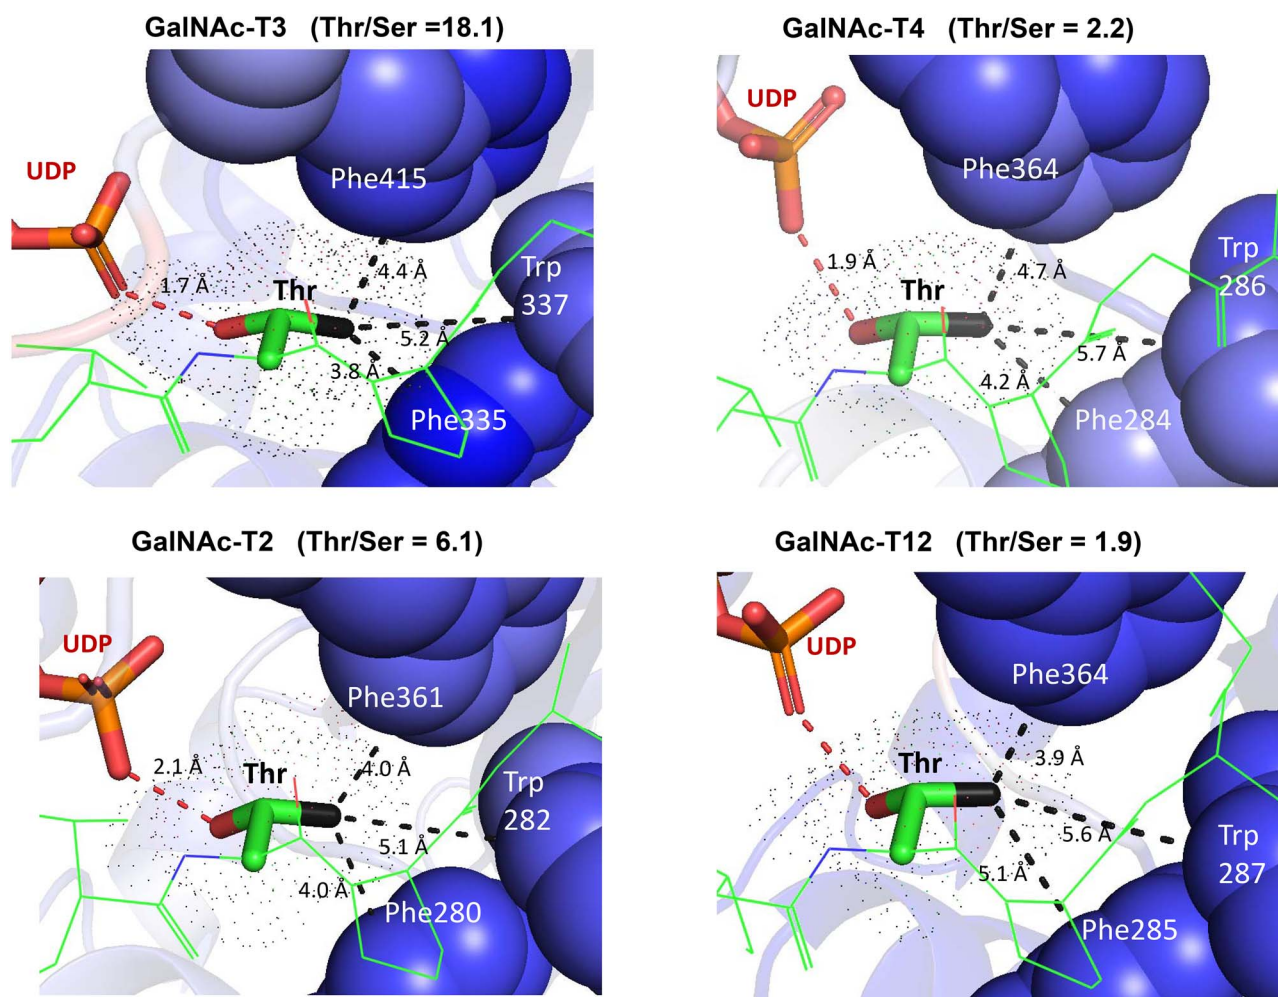 GalNAc-T3 (Thr/Ser =18.1)
UDP
Phe415
1.7 Å
Thr
4.4 Å
Trp
337
5.2 Å
3.8 Å
Phe335
GalNAc-T4 (Thr/Ser = 2.2)
UDP
Phe364
1.9 Å
Thr
4.7 Å
Trp
286
5.7 Å
4.2 Å
Phe284
GalNAc-T2 (Thr/Ser = 6.1)
UDP
Phe361
2.1 Å
Thr
4.0 Å
Trp
282
5.1 Å
4.0 Å
Phe280
GalNAc-T12 (Thr/Ser = 1.9)
UDP
Phe364
Thr
3.9 Å
5.6 Å
Trp
287
5.1 Å
Phe285